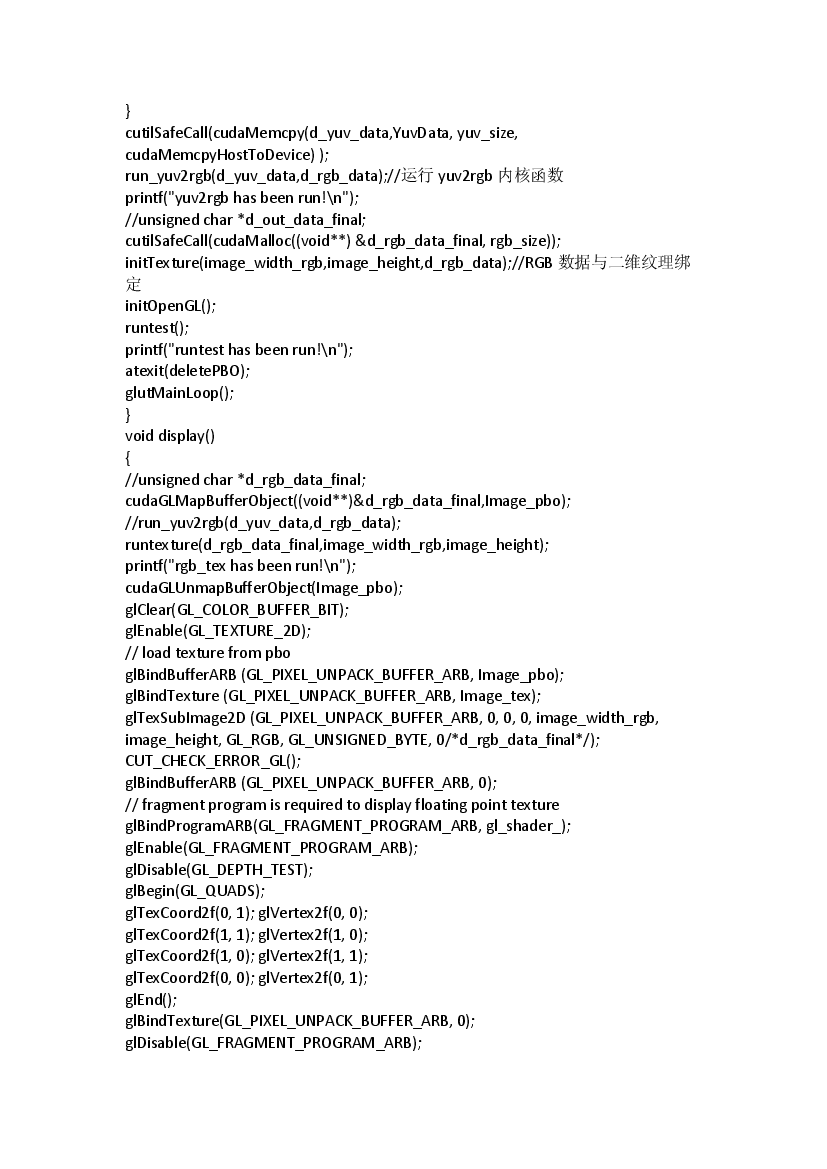 }
cutilSafeCall(cudaMemcpy(d_yuv_data,YuvData, yuv_size,
cudaMemcpyHostToDevice) );
run_yuv2rgb(d_yuv_data,d_rgb_data);//运行 yuv2rgb 内核函数
printf("yuv2rgb has been run!\n");
//unsigned char *d_out_data_final;
cutilSafeCall(cudaMalloc((void**) &d_rgb_data_final, rgb_size));
initTexture(image_width_rgb,image_height,d_rgb_data);//RGB 数据与二维纹理绑
定
initOpenGL();
runtest();
printf("runtest has been run!\n");
atexit(deletePBO);
glutMainLoop();
}
void display()
{
//unsigned char *d_rgb_data_final;
cudaGLMapBufferObject((void**)&d_rgb_data_final,Image_pbo);
//run_yuv2rgb(d_yuv_data,d_rgb_data);
runtexture(d_rgb_data_final,image_width_rgb,image_height);
printf("rgb_tex has been run!\n");
cudaGLUnmapBufferObject(Image_pbo);
glClear(GL_COLOR_BUFFER_BIT);
glEnable(GL_TEXTURE_2D);
// load texture from pbo
glBindBufferARB (GL_PIXEL_UNPACK_BUFFER_ARB, Image_pbo);
glBindTexture (GL_PIXEL_UNPACK_BUFFER_ARB, Image_tex);
glTexSubImage2D (GL_PIXEL_UNPACK_BUFFER_ARB, 0, 0, 0, image_width_rgb,
image_height, GL_RGB, GL_UNSIGNED_BYTE, 0/*d_rgb_data_final*/);
CUT_CHECK_ERROR_GL();
glBindBufferARB (GL_PIXEL_UNPACK_BUFFER_ARB, 0);
// fragment program is required to display floating point texture
glBindProgramARB(GL_FRAGMENT_PROGRAM_ARB, gl_shader_);
glEnable(GL_FRAGMENT_PROGRAM_ARB);
glDisable(GL_DEPTH_TEST);
glBegin(GL_QUADS);
glTexCoord2f(0, 1); glVertex2f(0, 0);
glTexCoord2f(1, 1); glVertex2f(1, 0);
glTexCoord2f(1, 0); glVertex2f(1, 1);
glTexCoord2f(0, 0); glVertex2f(0, 1);
glEnd();
glBindTexture(GL_PIXEL_UNPACK_BUFFER_ARB, 0);
glDisable(GL_FRAGMENT_PROGRAM_ARB);